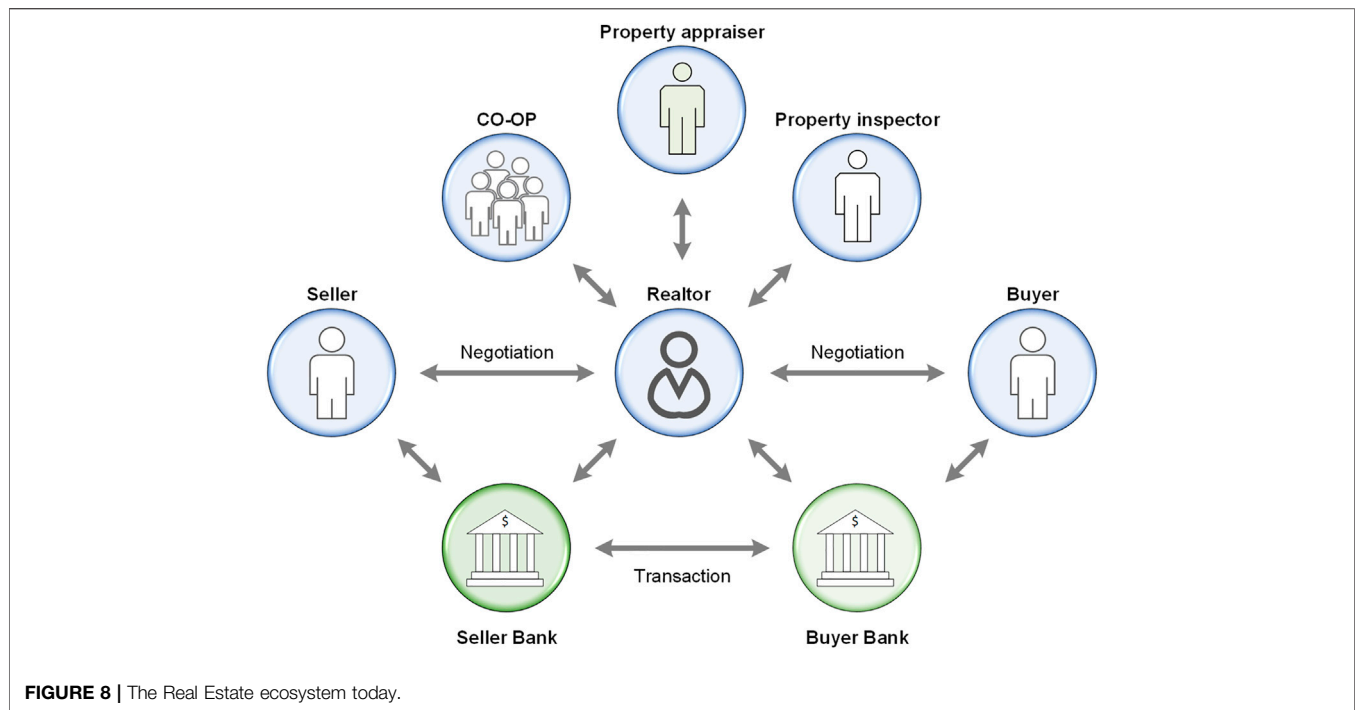 Property appraiser
CO-OP
Property inspector
Seller
Realtor
Buyer
Negotiation
Negotiation
$
$
Transaction
Seller Bank
Buyer Bank
FIGURE 8 | The Real Estate ecosystem today.